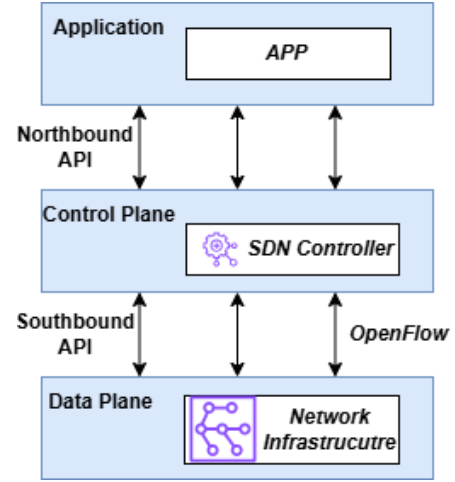 Application
APP
Northbound
API
Control Plane
SDN Controller
Southbound
API
OpenFlow
Data Plane
Network
Infrastrucutre